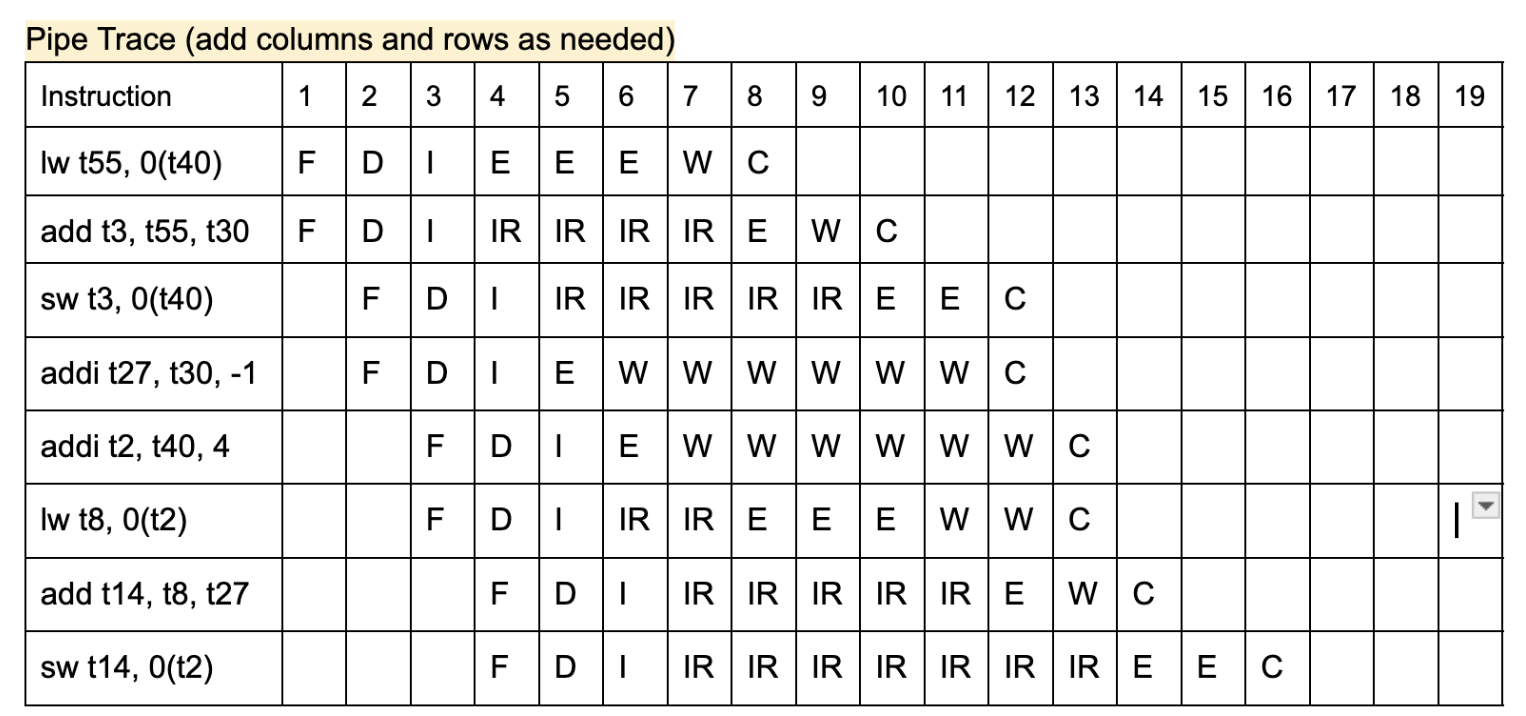 Pipe Trace (add columns and rows as needed)
Instruction 1 2 3 4 5 6 7 8 9 10 11 12 13 14 15 16 17 18 19
lw t55, 0(t40) F D I E E E W C
add t3, t55, t30 F D I IR IR IR IR E W C
sw t3, 0(t40) F D I IR IR IR IR IR E E C
addi t27, t30, -1 F D I E W W W W W W C
addi t2, t40, 4 F D I E W W W W W W C
lw t8, 0(t2) F D I IR IR E E E W W C
add t14, t8, t27 F D I IR IR IR IR IR E W C
sw t14, 0(t2) F D I IR IR IR IR IR IR IR E E C